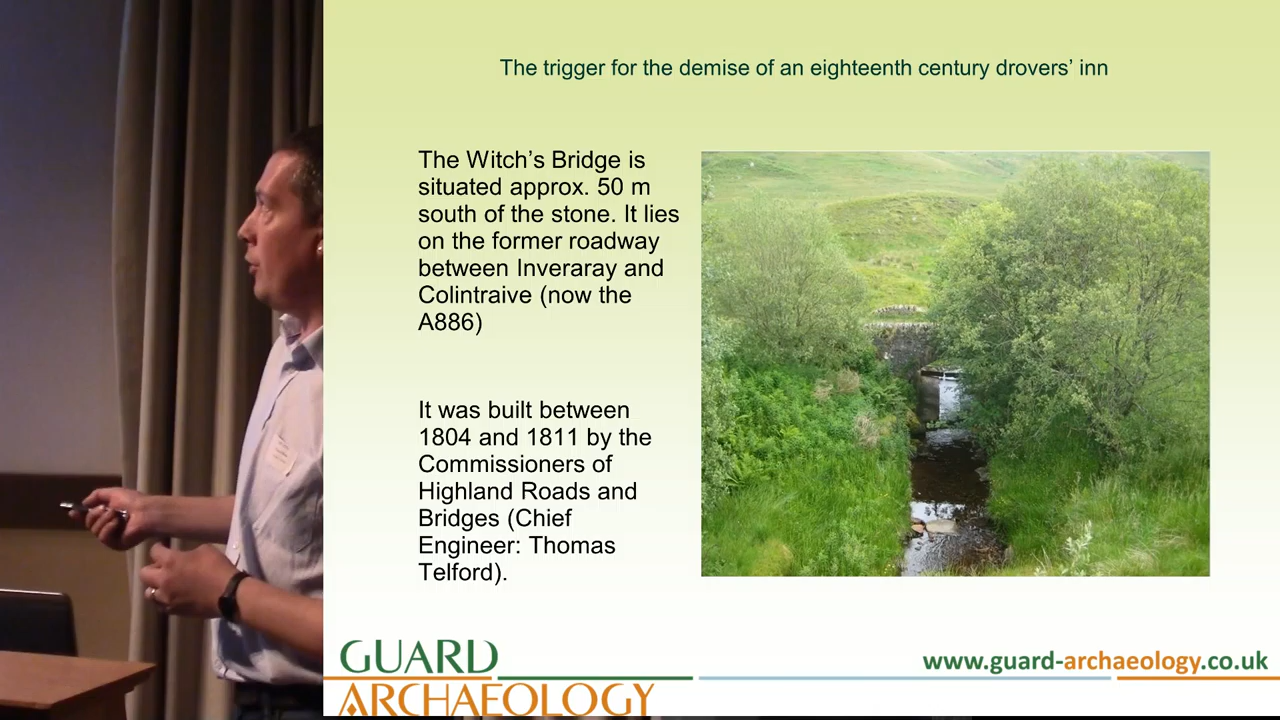 The trigger for the demise of an eighteenth century drovers’ inn
The Witch’s Bridge is
situated approx. 50 m
south of the stone. It lies
on the former roadway
between Inveraray and
Colintraive (now the
A886)
It was built between
1804 and 1811 by the
Commissioners of
Highland Roads and
Bridges (Chief
Engineer: Thomas
Telford).
GUARD
ARCHAEOLOGY
www.guard-archaeology.co.uk